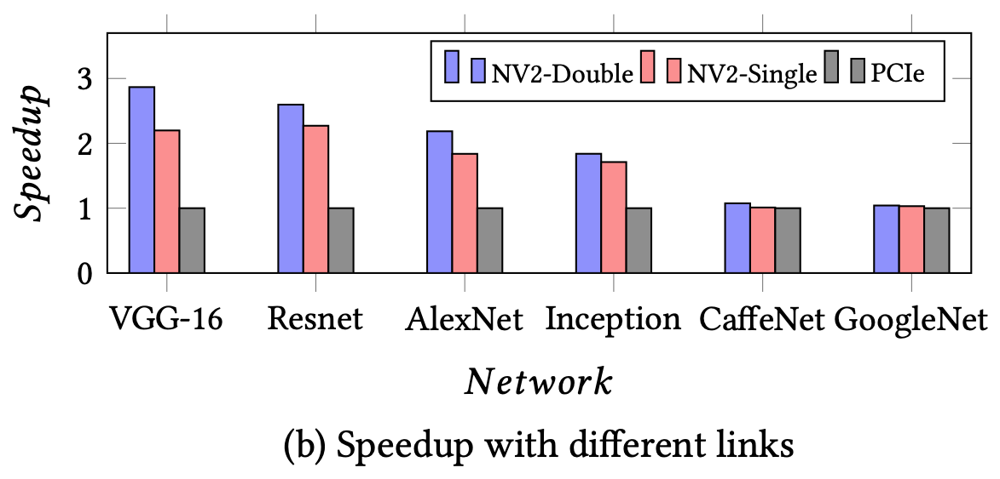 NV2-Double NV2-Single PCIe
3
2
1
0
Speedup
VGG-16 Resnet AlexNet Inception CaffeNet GoogleNet
Network
(b) Speedup with different links